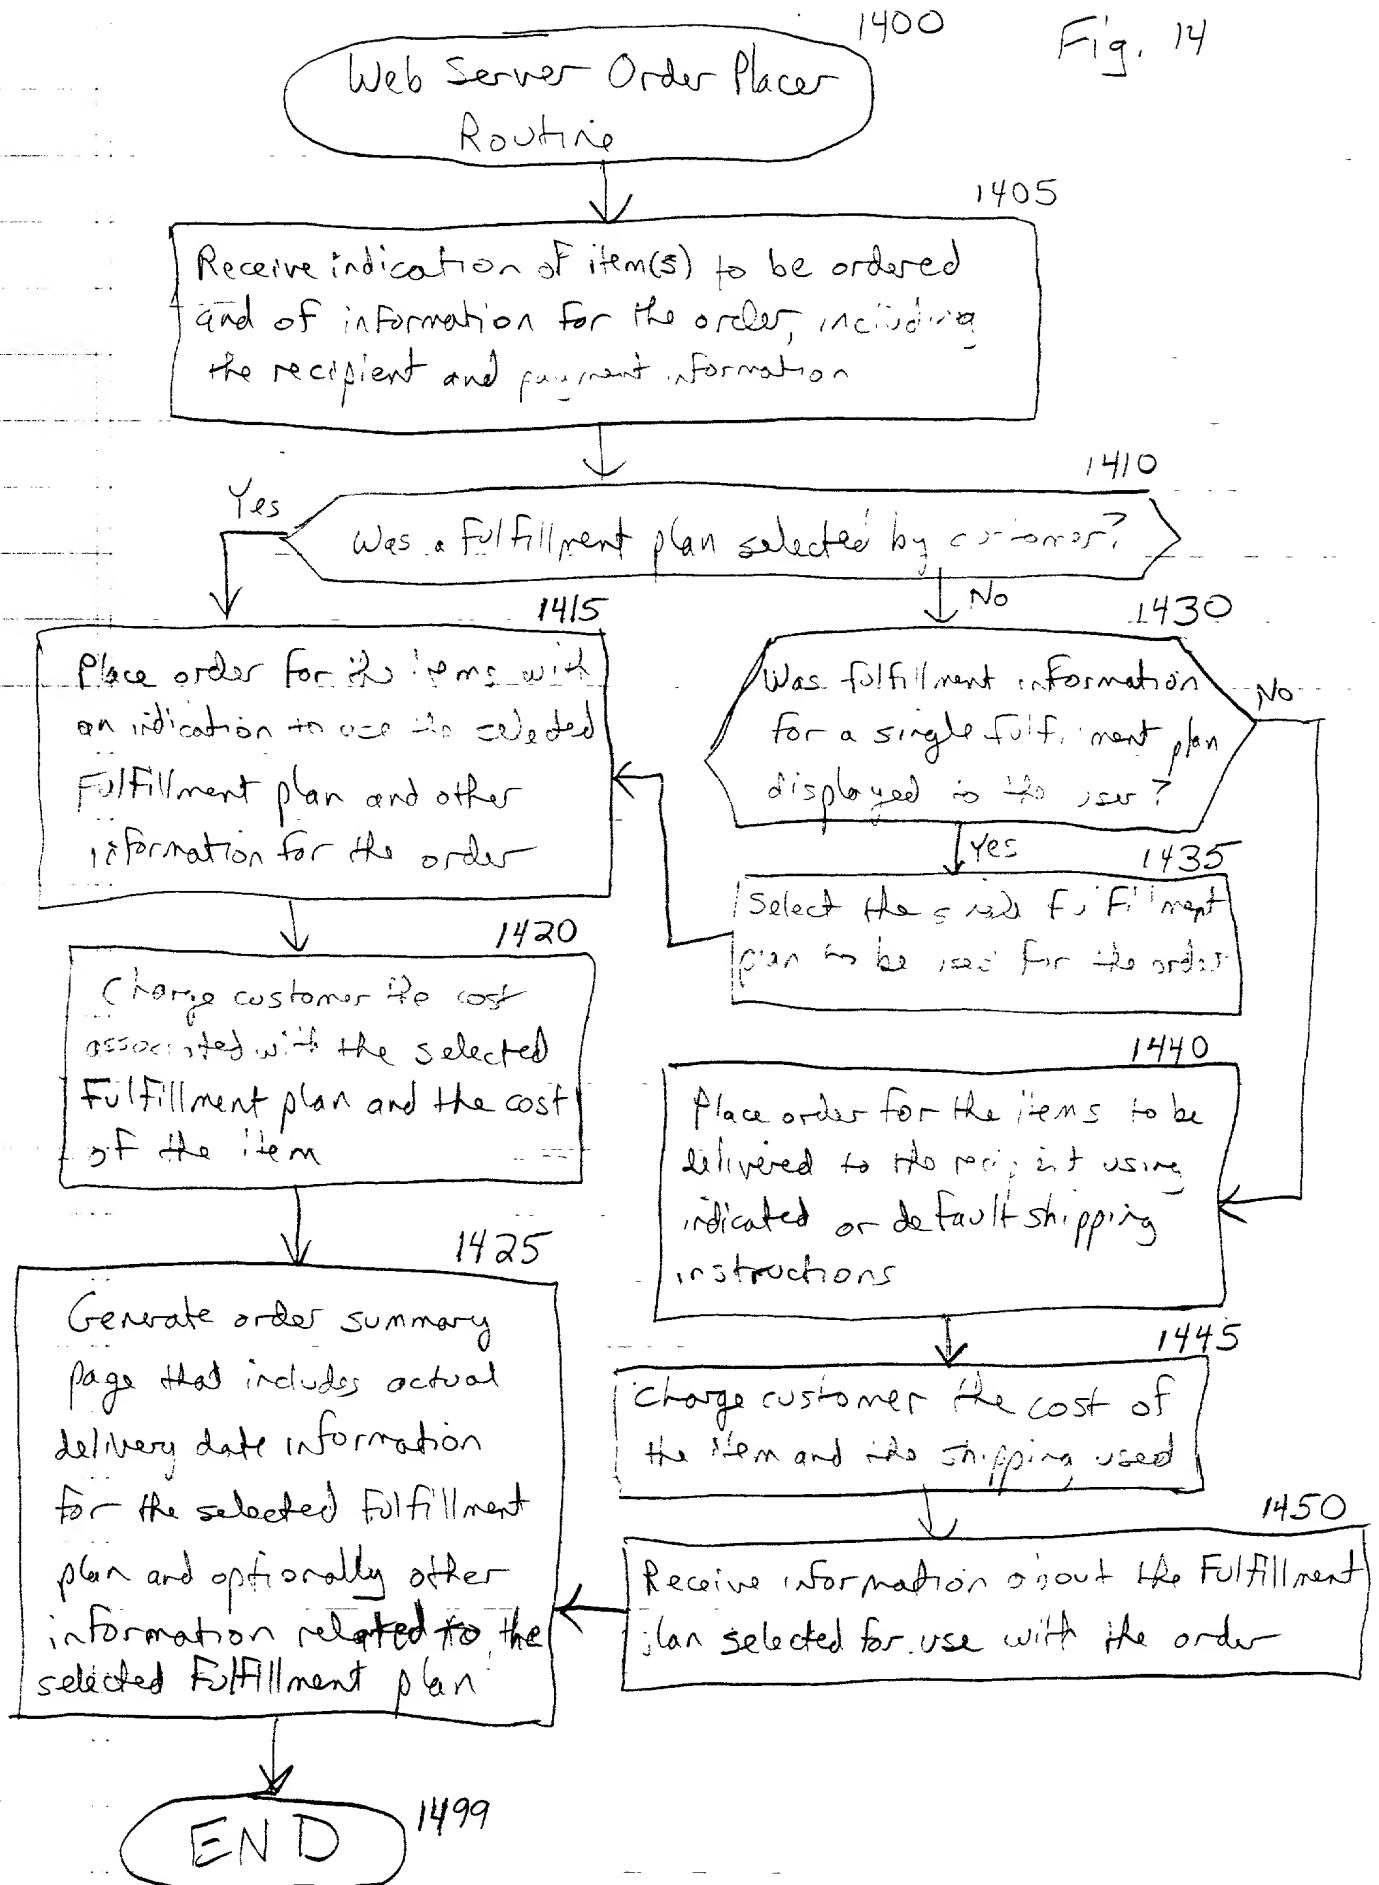 1400
Fig. 14
Web Server Order Placer
Routine
1405
Receive indication of item(s) to be ordered
and of information for the order, including
the recipient and payment information
1410
Yes
Was a fulfillment plan selected by customer?
No
1430
1415
Place order for the items with
an indication to use the selected
Fulfillment plan and other
information for the order
Was fulfillment information
for a single fulfillment plan
displayed to the user?
No
Yes
1435
Select the single fulfillment
plan to be used for the order
1420
Charge customer the cost
associated with the selected
Fulfillment plan and the cost
of the item
1440
Place order for the items to be
delivered to the recipient using
indicated or default shipping
instructions
1425
Generate order summary
page that includes actual
delivery date information
for the selected Fulfillment
plan and optionally other
information related to the
selected Fulfillment plan
1445
Charge customer the cost of
the item and the shipping used
1450
Receive information about the Fulfillment
plan selected for use with the order
END
1499